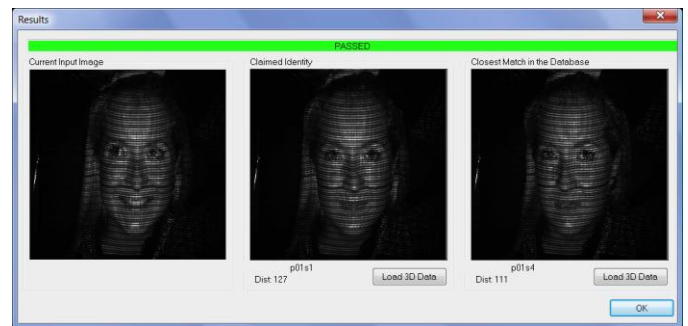 Results
PASSED
Current Input Image
Claimed Identity
Closest Match in the Database
p01s1
Dist: 127
Load 3D Data
p01s4
Dist: 111
Load 3D Data
OK